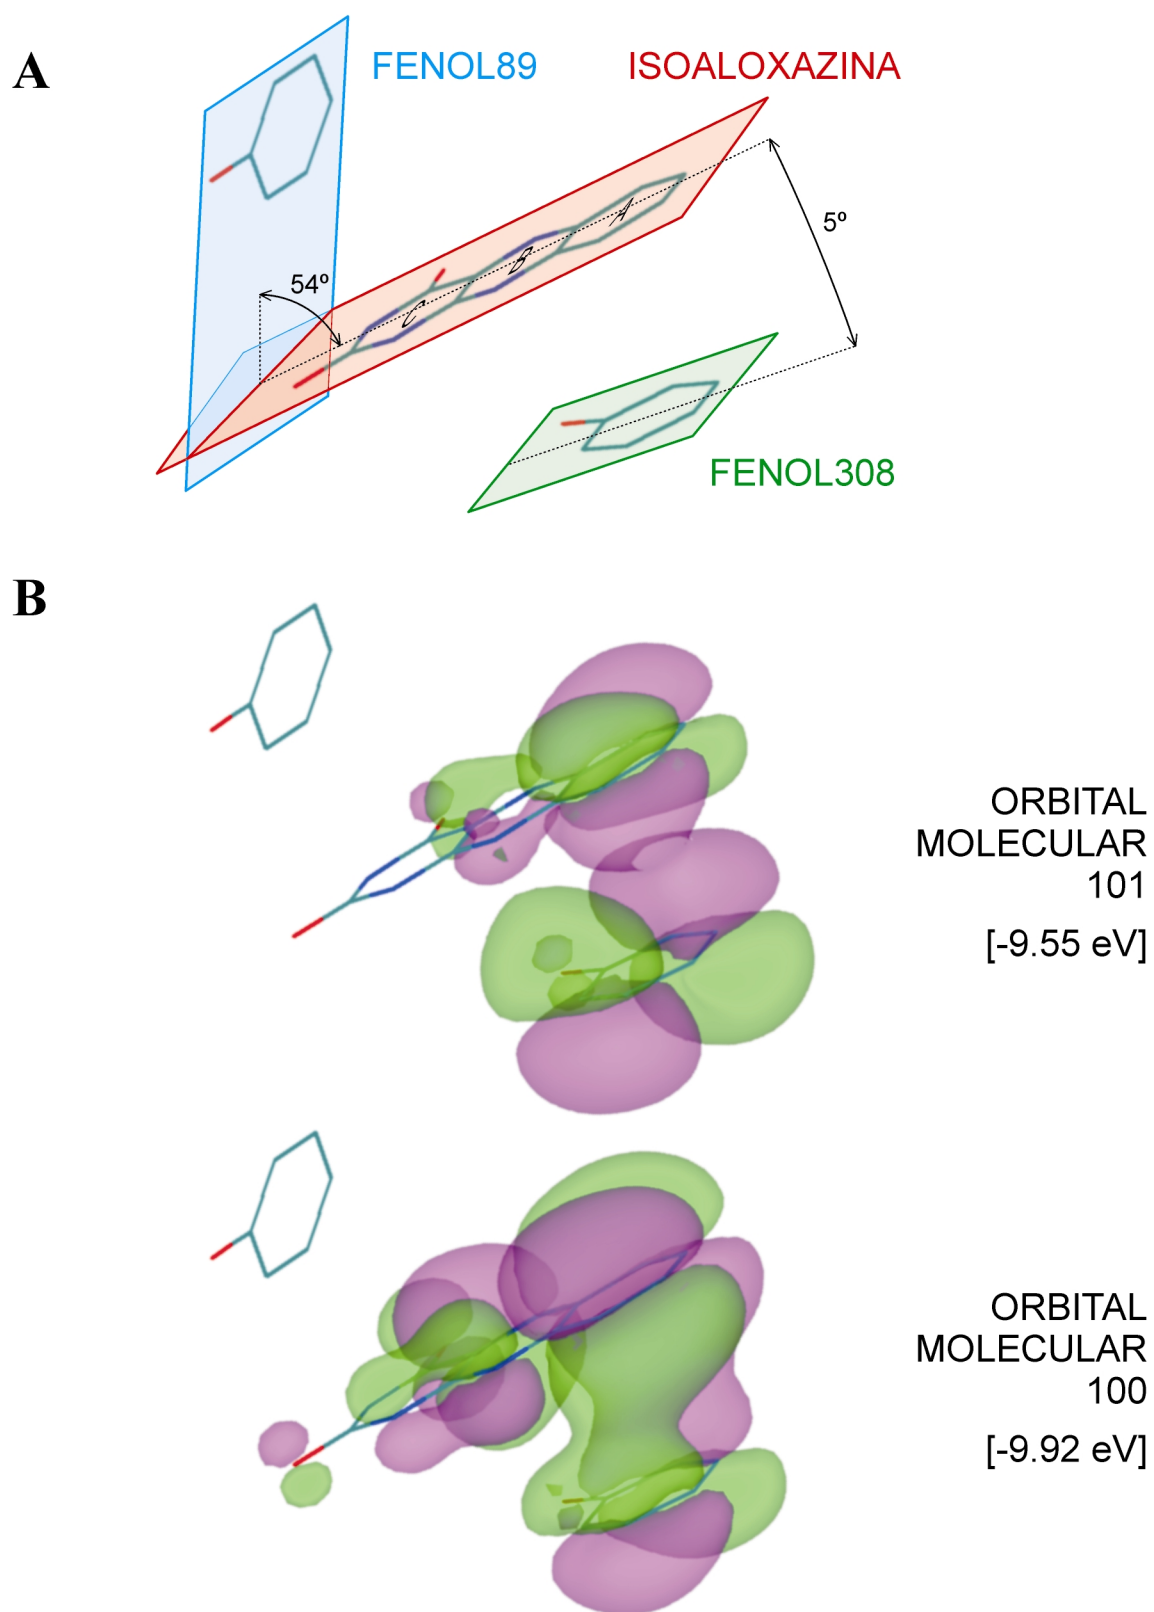 A
FENOL89
ISOALOXAZINA
5º
54º
A
B
C
FENOL308
B
ORBITAL
MOLECULAR
101
[-9.55 eV]
ORBITAL
MOLECULAR
100
[-9.92 eV]